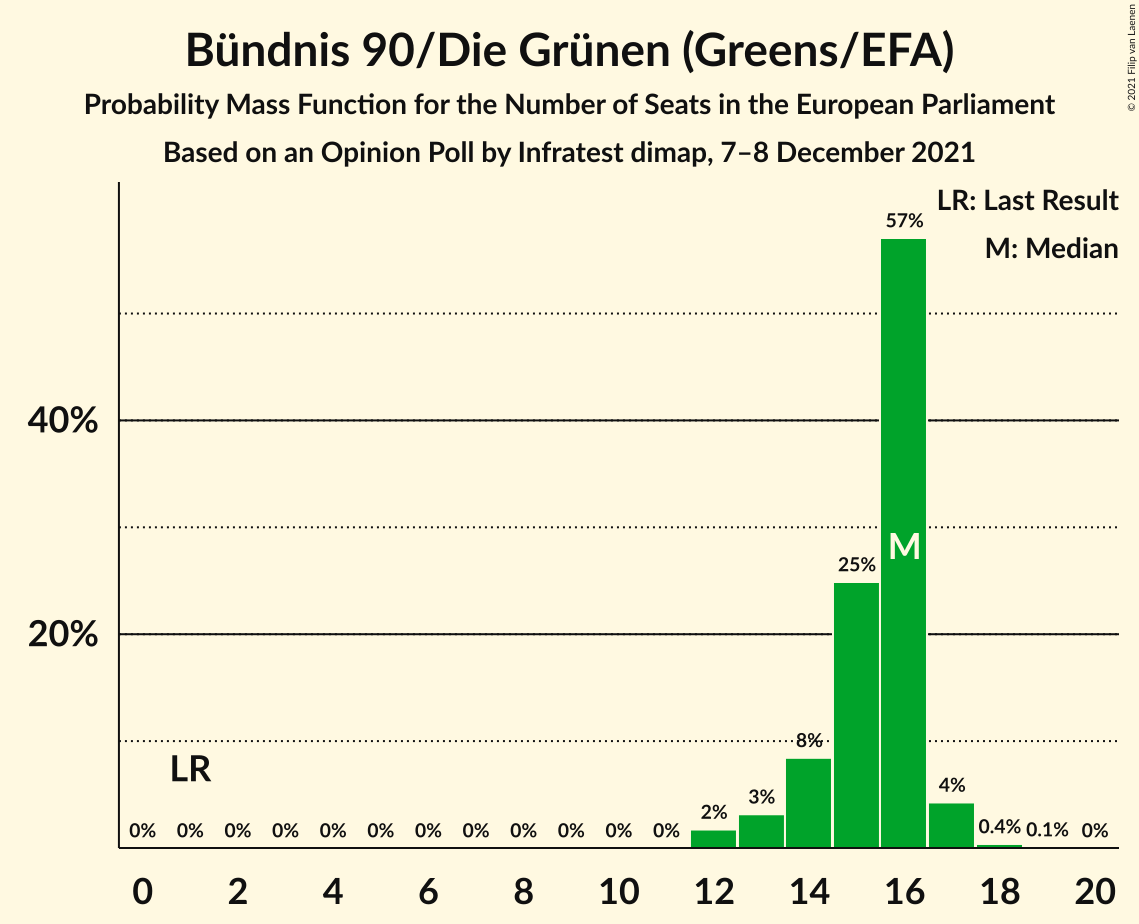 Bündnis 90/Die Grünen (Greens/EFA)
Probability Mass Function for the Number of Seats in the European Parliament
Based on an Opinion Poll by Infratest dimap, 7–8 December 2021
© 2021 Filip van Laenen
LR: Last Result
M: Median
57%
40%
M
25%
20%
8%
LR
4%
3%
2%
0% 0% 0% 0% 0% 0% 0% 0% 0% 0% 0% 0% 0.4% 0.1% 0%
0 2 4 6 8 10 12 14 16 18 20